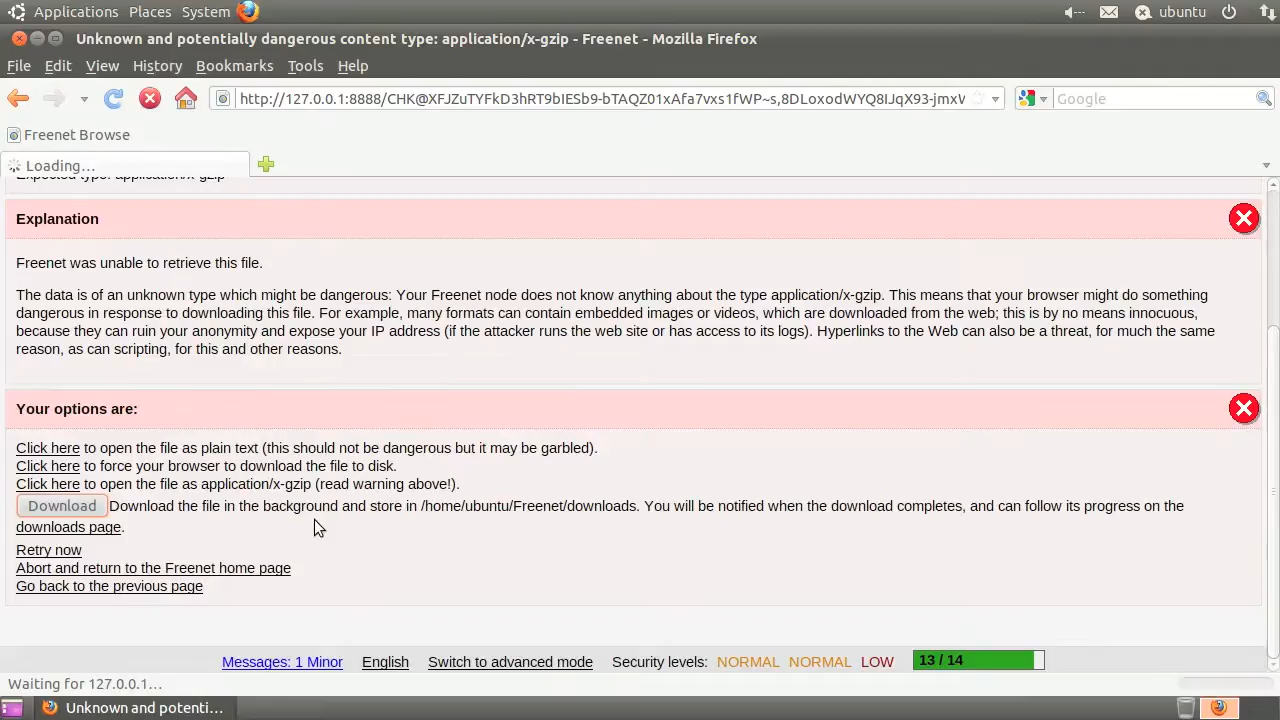 Applications Places System ubuntu
Unknown and potentially dangerous content type: application/x-gzip - Freenet - Mozilla Firefox
File Edit View History Bookmarks Tools Help
http://127.0.0.1:8888/CHK@XFJZuTYFkD3hRT9bIESb9-bTAQZ01xAfa7vxs1fWP~s,8DLoxodWYQ8IJqX93-jmxV Google
Freenet Browse
Loading...
Expected type: application/x-gzip
Explanation
Freenet was unable to retrieve this file.
The data is of an unknown type which might be dangerous: Your Freenet node does not know anything about the type application/x-gzip. This means that your browser might do something
dangerous in response to downloading this file. For example, many formats can contain embedded images or videos, which are downloaded from the web; this is by no means innocuous,
because they can ruin your anonymity and expose your IP address (if the attacker runs the web site or has access to its logs). Hyperlinks to the Web can also be a threat, for much the same
reason, as can scripting, for this and other reasons.
Your options are:
Click here to open the file as plain text (this should not be dangerous but it may be garbled).
Click here to force your browser to download the file to disk.
Click here to open the file as application/x-gzip (read warning above!).
Download Download the file in the background and store in /home/ubuntu/Freenet/downloads. You will be notified when the download completes, and can follow its progress on the
downloads page.
Retry now
Abort and return to the Freenet home page
Go back to the previous page
Messages: 1 Minor English Switch to advanced mode Security levels: NORMAL NORMAL LOW 13 / 14
Waiting for 127.0.0.1...
Unknown and potenti...